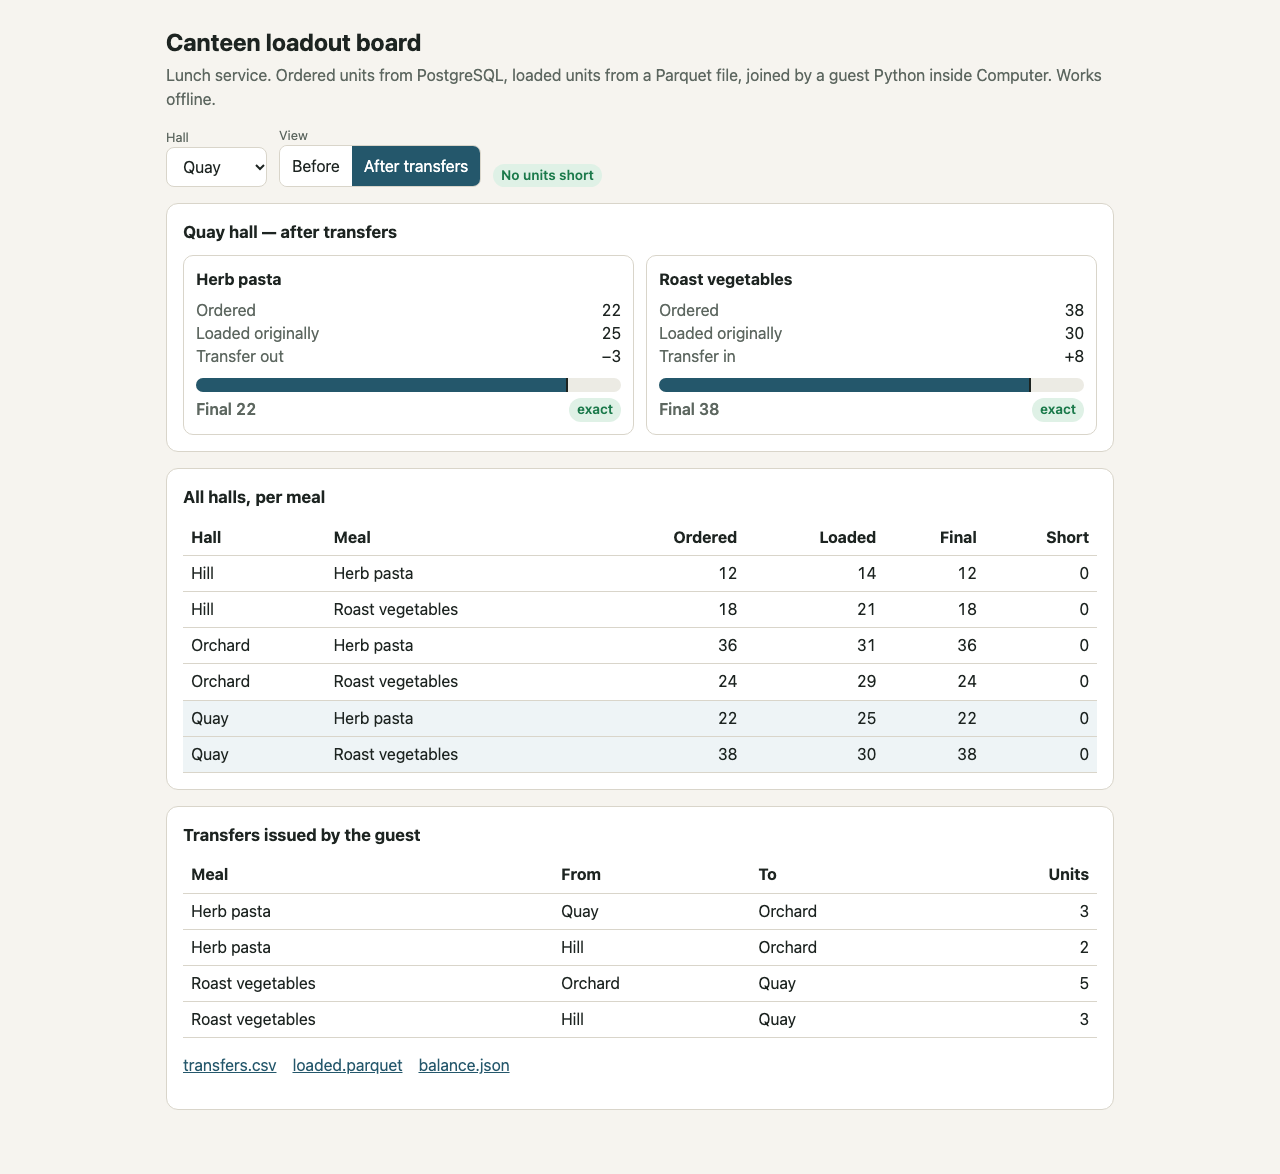 Canteen loadout board
Lunch service. Ordered units from PostgreSQL, loaded units from a Parquet file, joined by a guest Python inside Computer. Works
offline.
Hall
View
Quay
Before
After transfers
No units short
Quay hall — after transfers
Herb pasta
Ordered 22
Loaded originally 25
Transfer out −3
Final 22 exact
Roast vegetables
Ordered 38
Loaded originally 30
Transfer in +8
Final 38 exact
All halls, per meal
Hall Meal Ordered Loaded Final Short
Hill Herb pasta 12 14 12 0
Hill Roast vegetables 18 21 18 0
Orchard Herb pasta 36 31 36 0
Orchard Roast vegetables 24 29 24 0
Quay Herb pasta 22 25 22 0
Quay Roast vegetables 38 30 38 0
Transfers issued by the guest
Meal From To Units
Herb pasta Quay Orchard 3
Herb pasta Hill Orchard 2
Roast vegetables Orchard Quay 5
Roast vegetables Hill Quay 3
transfers.csv loaded.parquet balance.json